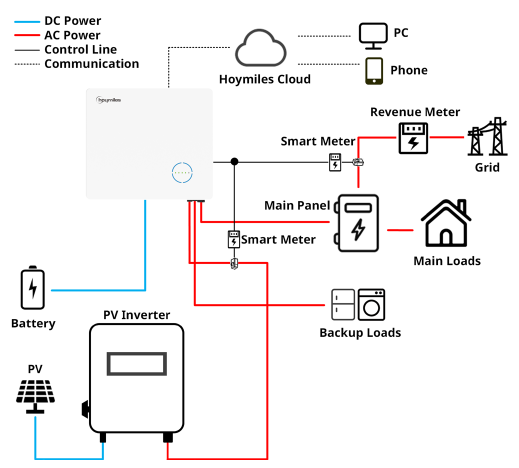 DC Power
AC Power
Control Line
Communication
Hoymiles Cloud
PC
Phone
hoymiles
Revenue Meter
Smart Meter
Grid
Main Panel
Smart Meter
Main Loads
Battery
PV Inverter
Backup Loads
PV